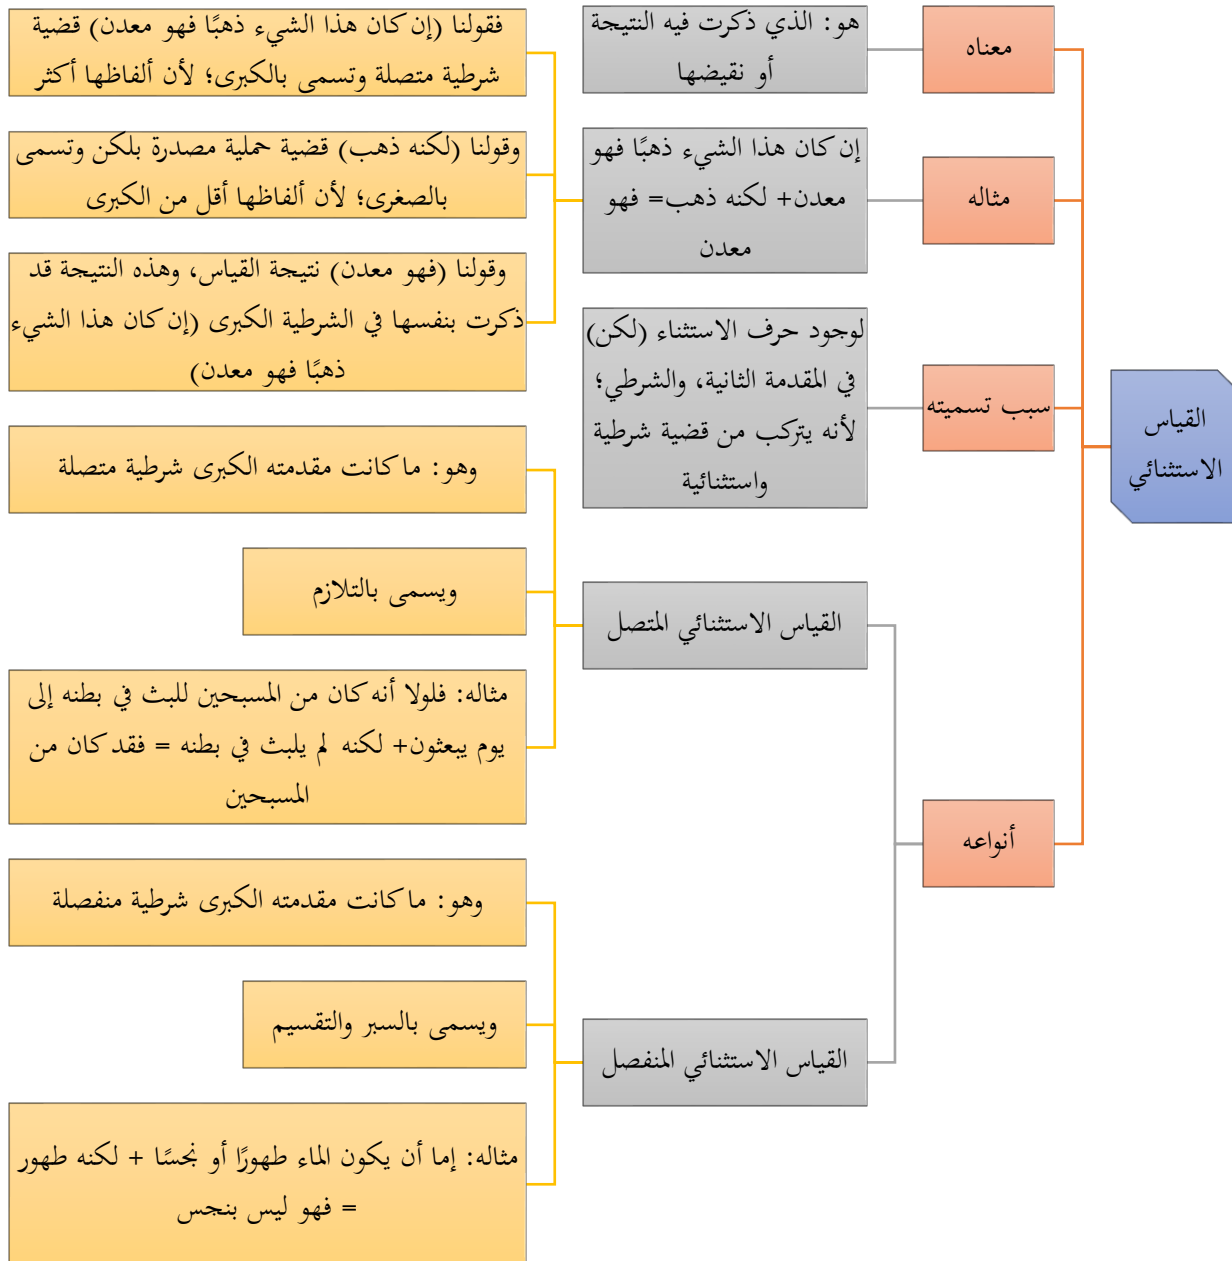 القياس
الاستثنائي
معناه
هو: الذي ذكرت فيه النتيجة
أو نقيضها
مثاله
إن كان هذا الشيء ذهبًا فهو
معدن+ لكنه ذهب= فهو
معدن
فقولنا (إن كان هذا الشيء ذهبًا فهو معدن) قضية
شرطية متصلة وتسمى بالكبرى؛ لأن ألفاظها أكثر
وقولنا (لكنه ذهب) قضية حملية مصدرة بلكن وتسمى
بالصغرى؛ لأن ألفاظها أقل من الكبرى
وقولنا (فهو معدن) نتيجة القياس، وهذه النتيجة قد
ذكرت بنفسها في الشرطية الكبرى (إن كان هذا الشيء
ذهبًا فهو معدن)
سبب تسميته
لوجود حرف الاستثناء (لكن)
في المقدمة الثانية، والشرطي؛
لأنه يتركب من قضية شرطية
واستثنائية
أنواعه
القياس الاستثنائي المتصل
وهو: ما كانت مقدمته الكبرى شرطية متصلة
ويسمى بالتلازم
مثاله: فلولا أنه كان من المسبحين للبث في بطنه إلى
يوم يبعثون+ لكنه لم يلبث في بطنه = فقد كان من
المسبحين
القياس الاستثنائي المنفصل
وهو: ما كانت مقدمته الكبرى شرطية منفصلة
ويسمى بالسبر والتقسيم
مثاله: إما أن يكون الماء طهورًا أو نجسًا + لكنه طهور
= فهو ليس بنجس